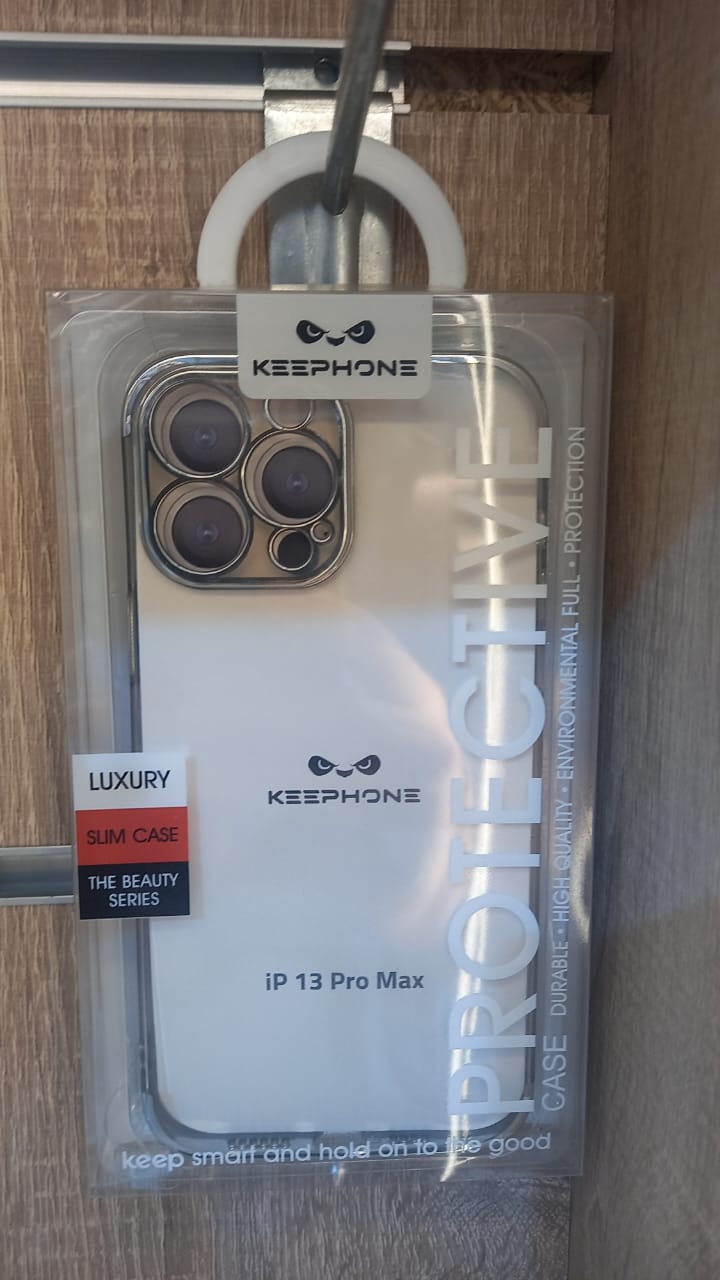 KEEPHONE
PROTECTIVE
CASE DURABLE • HIGH QUALITY • ENVIRONMENTAL FULL • PROTECTION
LUXURY
SLIM CASE
THE BEAUTY
SERIES
KEEPHONE
iP 13 Pro Max
keep smart and hold on to the good